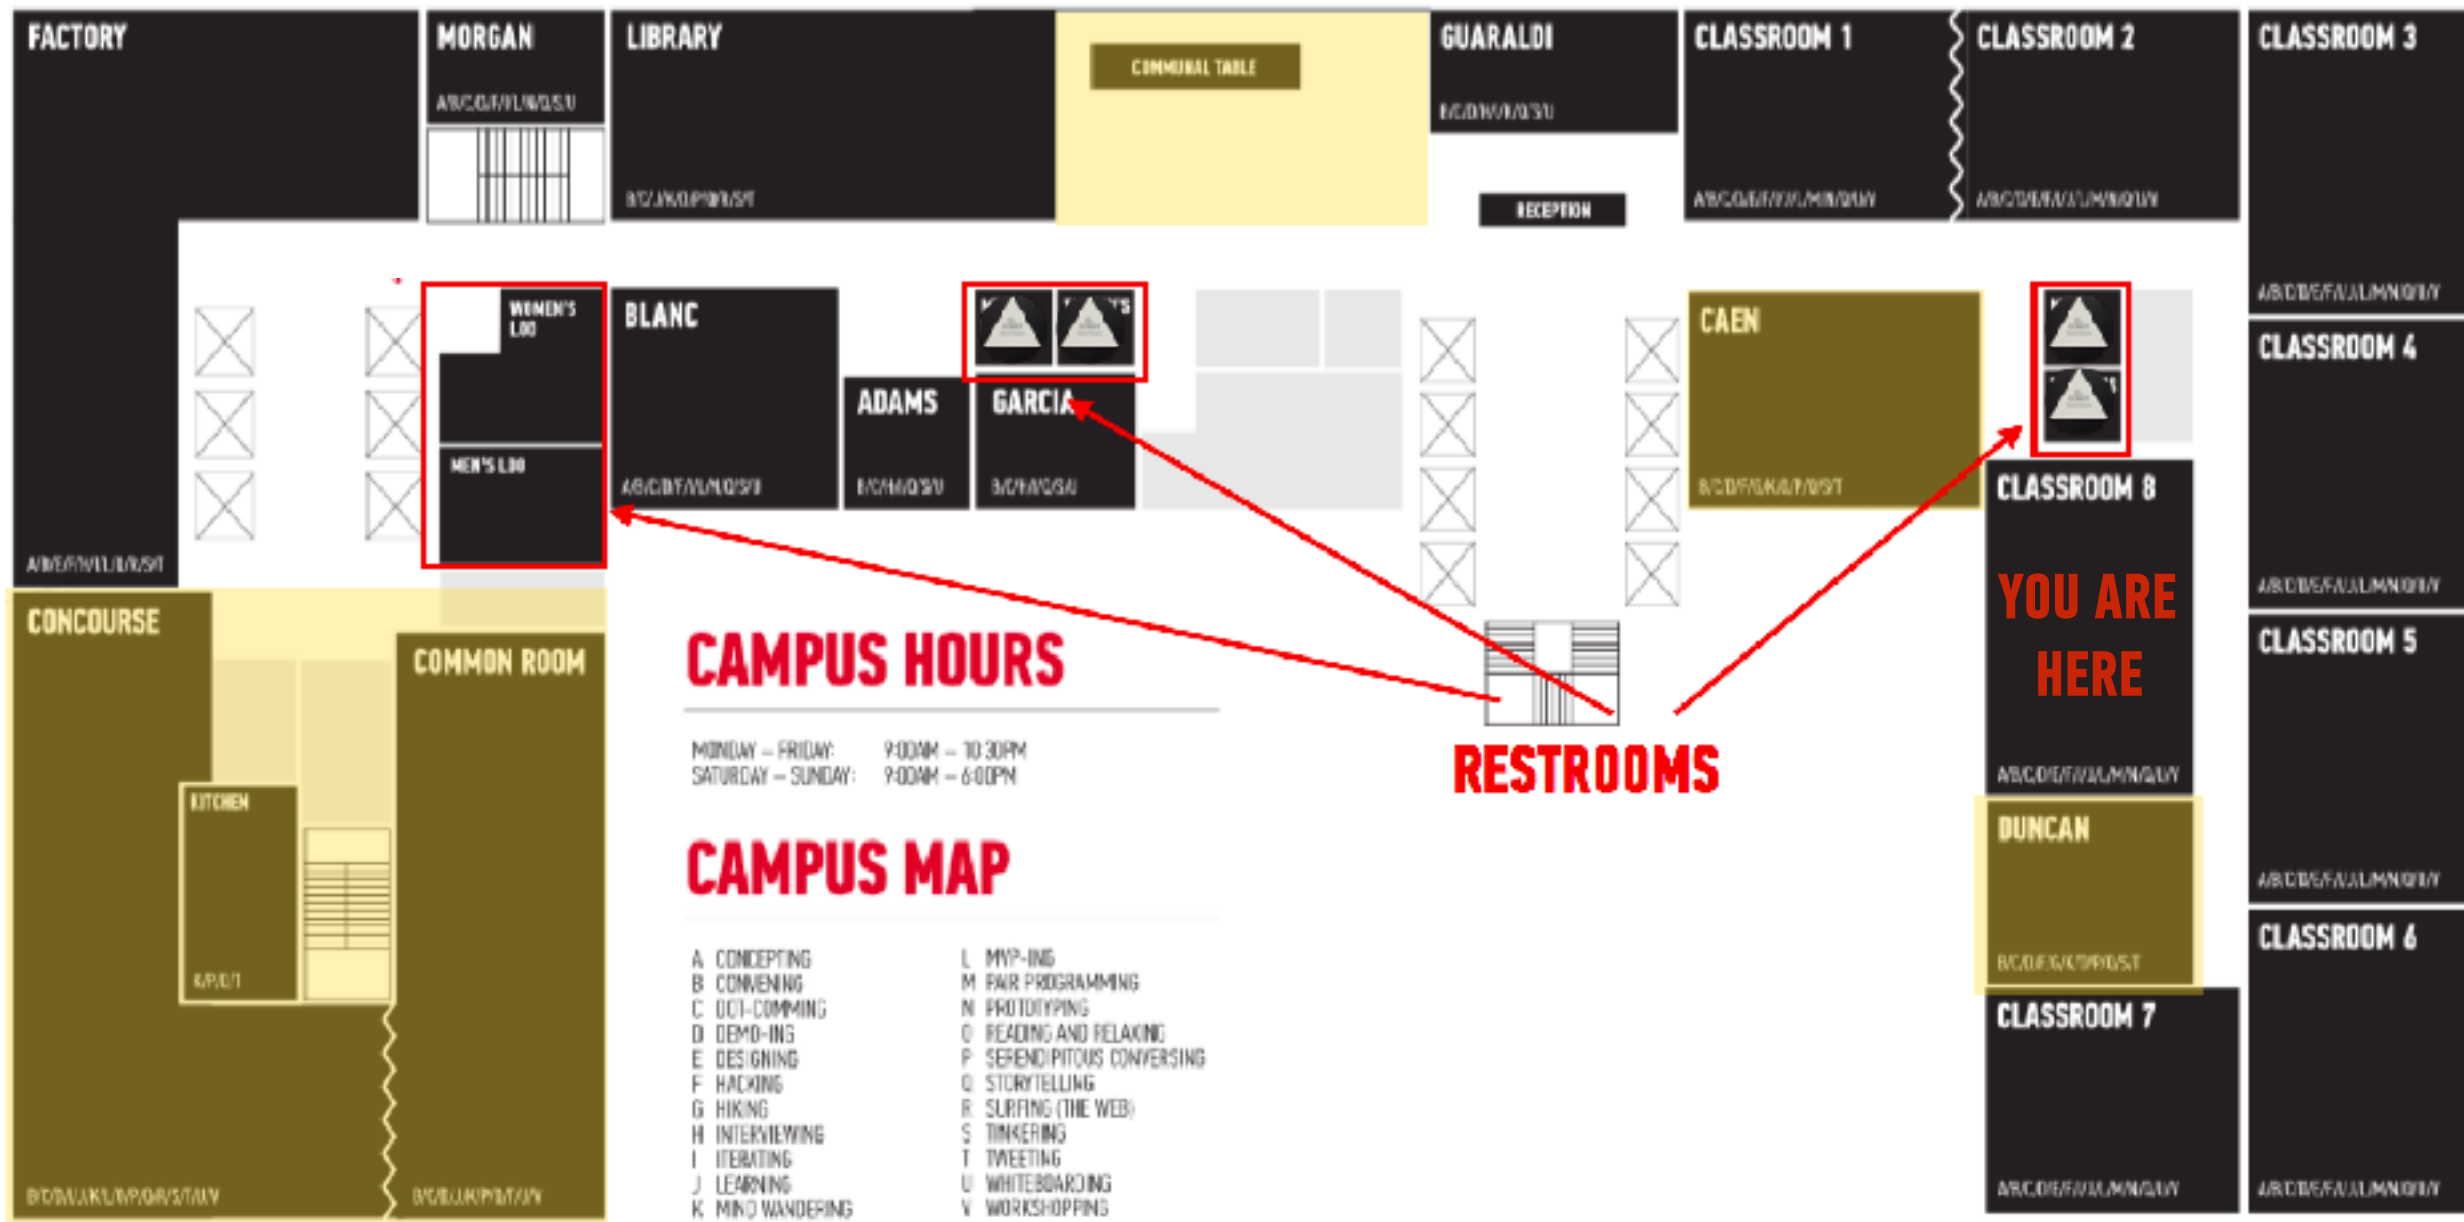 FACTORY
MORGAN
LIBRARY
COMMUNAL TABLE
GUARALDI
CLASSROOM 1
CLASSROOM 2
CLASSROOM 3
RECEPTION
WOMEN'S
LOO
MEN'S LOO
BLANC
ADAMS
GARCIA
CAEN
CLASSROOM 4
CLASSROOM 8
YOU ARE
HERE
CONCOURSE
COMMON ROOM
KITCHEN
K/P/O/T
CLASSROOM 5
DUNCAN
CLASSROOM 6
CLASSROOM 7
RESTROOMS
CAMPUS HOURS
MONDAY – FRIDAY: 9:00AM – 10:30PM
SATURDAY – SUNDAY: 9:00AM – 6:00PM
CAMPUS MAP
A CONCEPTING
B CONVENING
C DOT-COMMING
D DEMO-ING
E DESIGNING
F HACKING
G HIKING
H INTERVIEWING
I ITERATING
J LEARNING
K MIND WANDERING
L MVP-ING
M PAIR PROGRAMMING
N PROTOTYPING
O READING AND RELAXING
P SERENDIPITOUS CONVERSING
Q STORYTELLING
R SURFING (THE WEB)
S TINKERING
T TWEETING
U WHITEBOARDING
V WORKSHOPPING